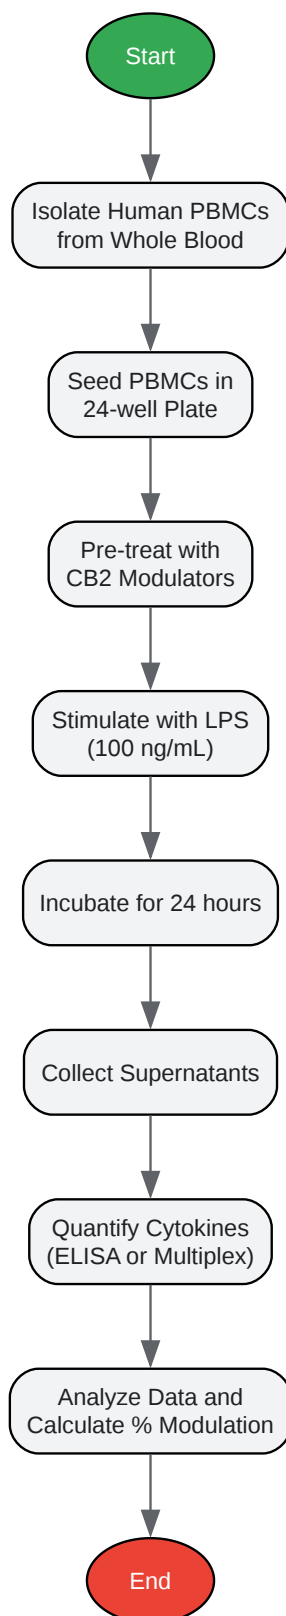 Start
Isolate Human PBMCs
from Whole Blood
Seed PBMCs in
24-well Plate
Pre-treat with
CB2 Modulators
Stimulate with LPS
(100 ng/mL)
Incubate for 24 hours
Collect Supernatants
Quantify Cytokines
(ELISA or Multiplex)
Analyze Data and
Calculate % Modulation
End